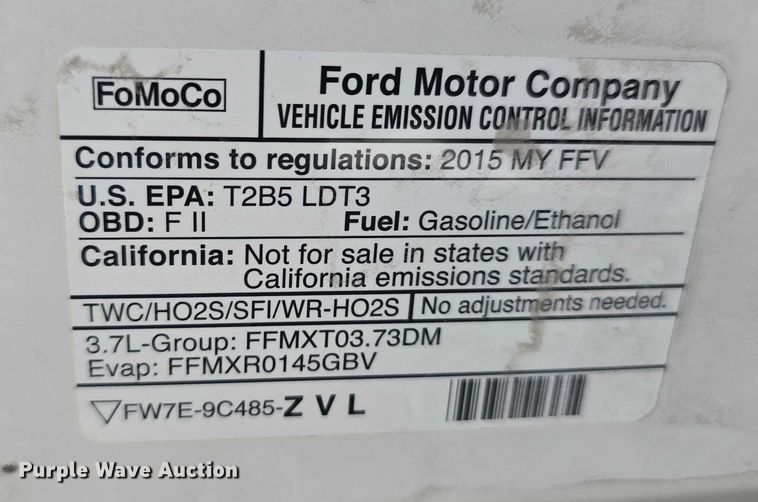 FoMoCo
Ford Motor Company
VEHICLE EMISSION CONTROL INFORMATION
Conforms to regulations: 2015 MY FFV
U.S. EPA: T2B5 LDT3
OBD: F II Fuel: Gasoline/Ethanol
California: Not for sale in states with
California emissions standards.
TWC/HO2S/SFI/WR-HO2S No adjustments needed.
3.7L-Group: FFMXT03.73DM
Evap: FFMXR0145GBV
FW7E-9C485-Z V L
Purple Wave Auction